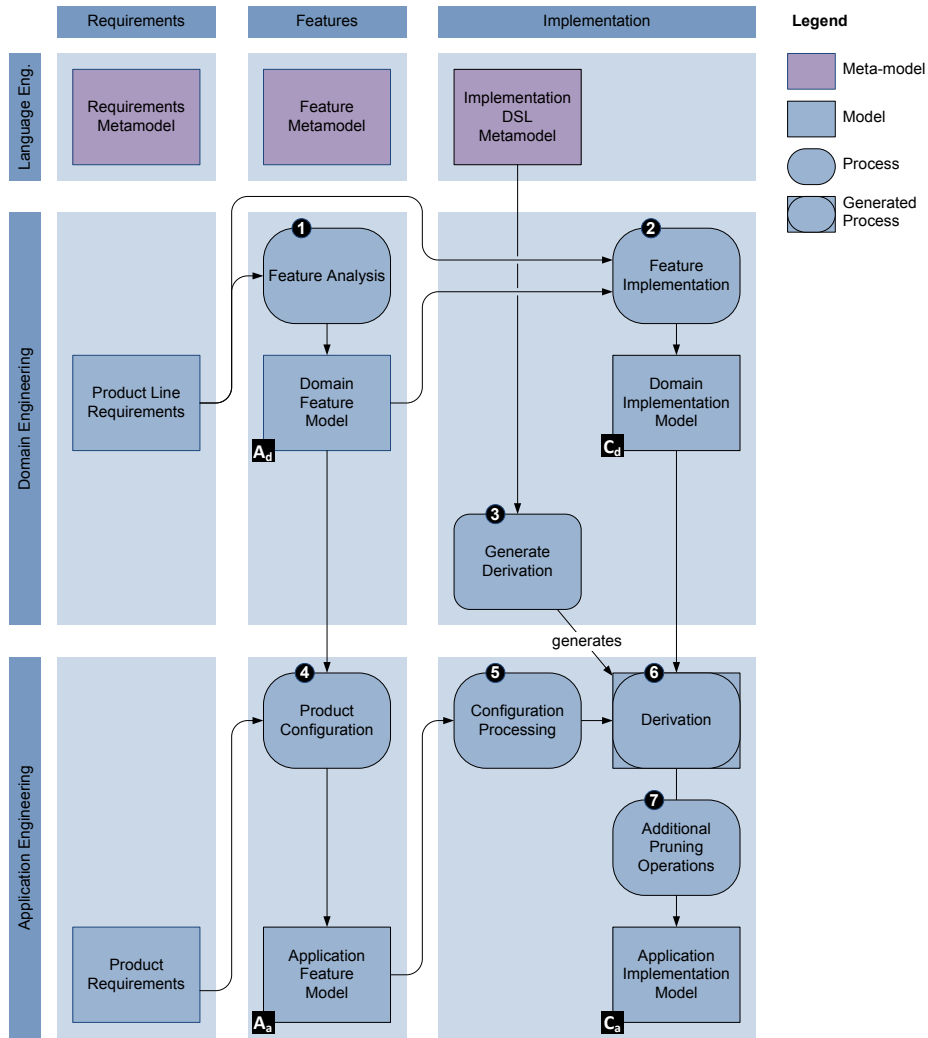 Requirements
Features
Implementation
Legend
Language Eng.
Requirements
Metamodel
Feature
Metamodel
Implementation
DSL
Metamodel
Meta-model
Model
Process
Generated
Process
Domain Engineering
1
Feature Analysis
2
Feature
Implementation
Product Line
Requirements
Domain
Feature
Model
Ad
Domain
Implementation Model
Cd
3
Generate
Derivation
generates
Application Engineering
4
Product
Configuration
5
Configuration
Processing
6
Derivation
7
Additional
Pruning
Operations
Product
Requirements
Application
Feature
Model
Aa
Application
Implementation
Model
Ca